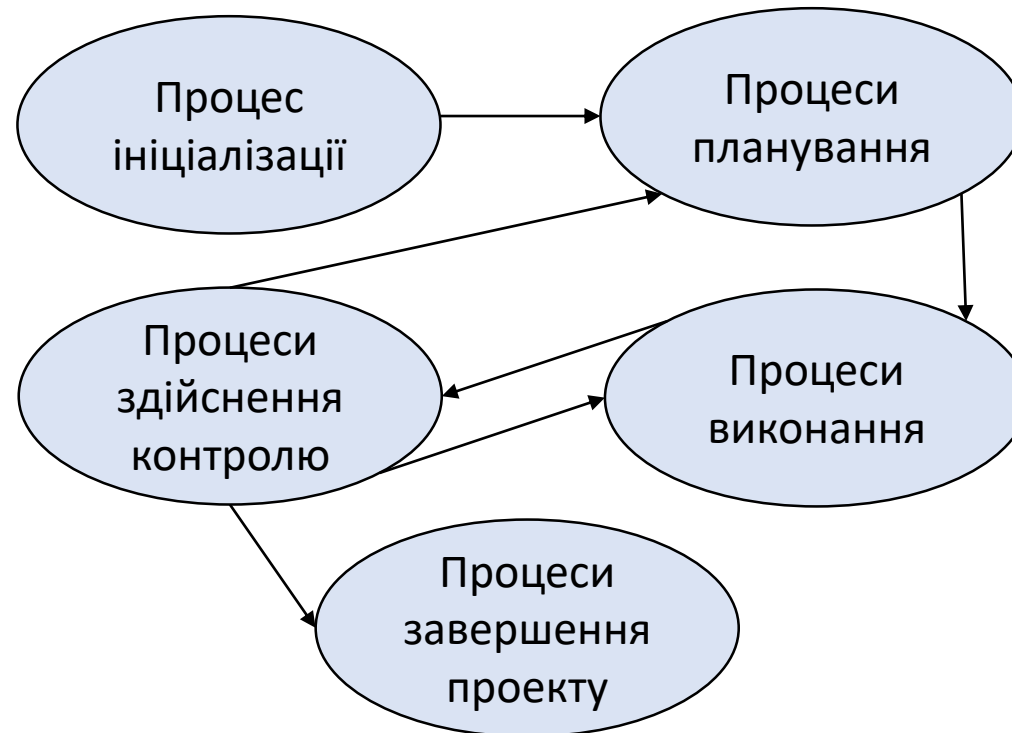 Процес
ініціалізації
Процеси
планування
Процеси
здійснення
контролю
Процеси
виконання
Процеси
завершення
проекту